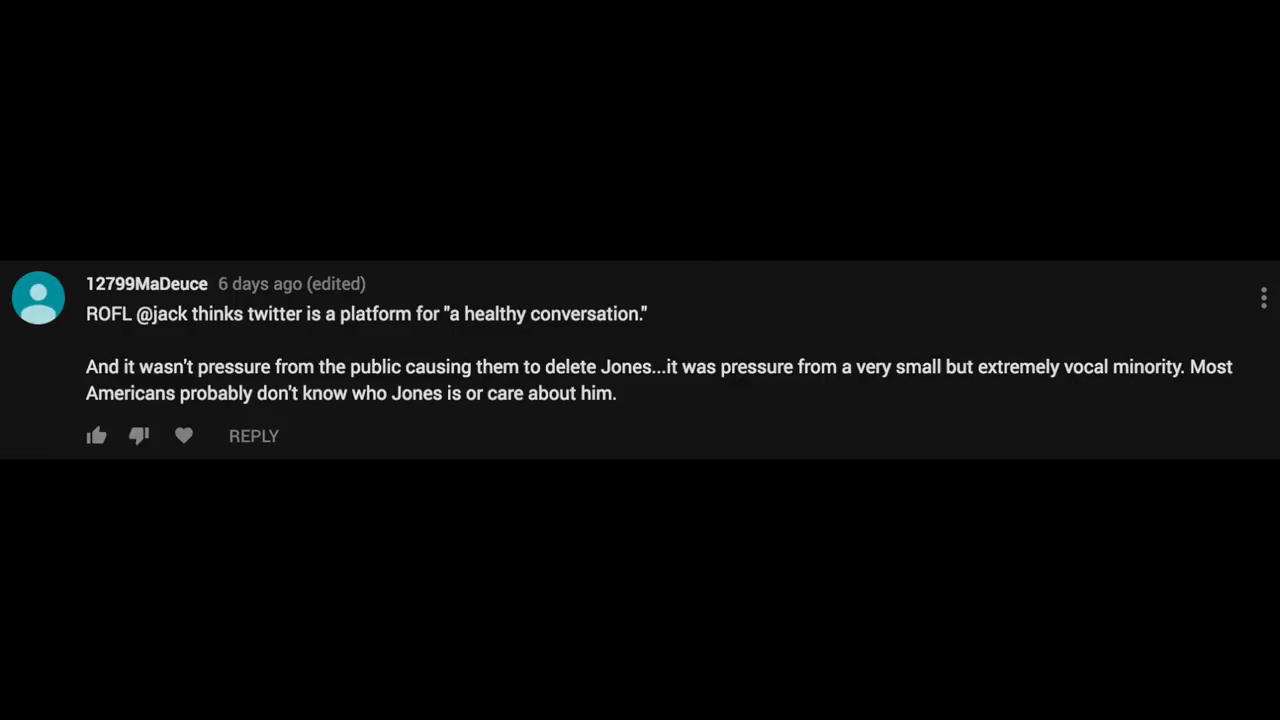 12799MaDeuce 6 days ago (edited)
ROFL @jack thinks twitter is a platform for "a healthy conversation."
And it wasn't pressure from the public causing them to delete Jones...it was pressure from a very small but extremely vocal minority. Most
Americans probably don't know who Jones is or care about him.
REPLY